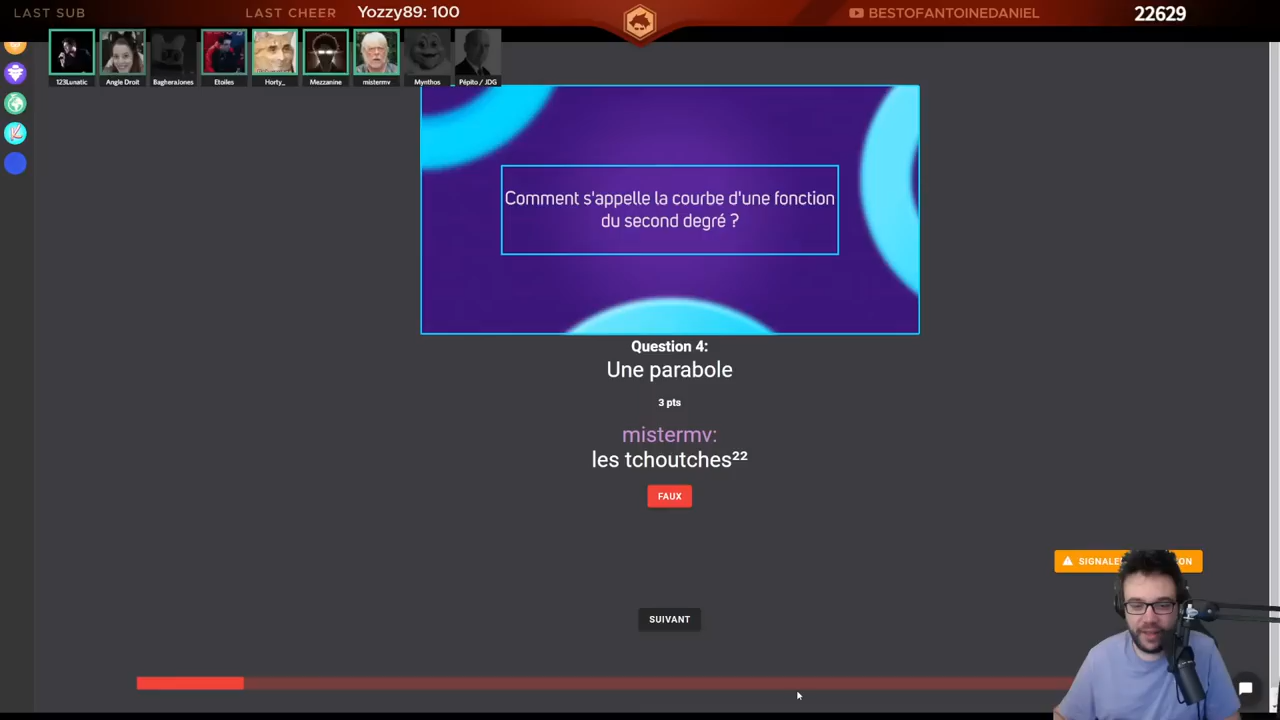 LAST SUB
LAST CHEER
Yozzy89: 100
BESTOFANTOINEDANIEL
22629
123Lunatic
Angle Droit
BagheraJones
Etoiles
Horty_
Mezzanine
mistermv
Mynthos
Pépito / JDG
Comment s'appelle la courbe d'une fonction
du second degré ?
Question 4:
Une parabole
3 pts
mistermv:
les tchoutches²²
FAUX
SUIVANT